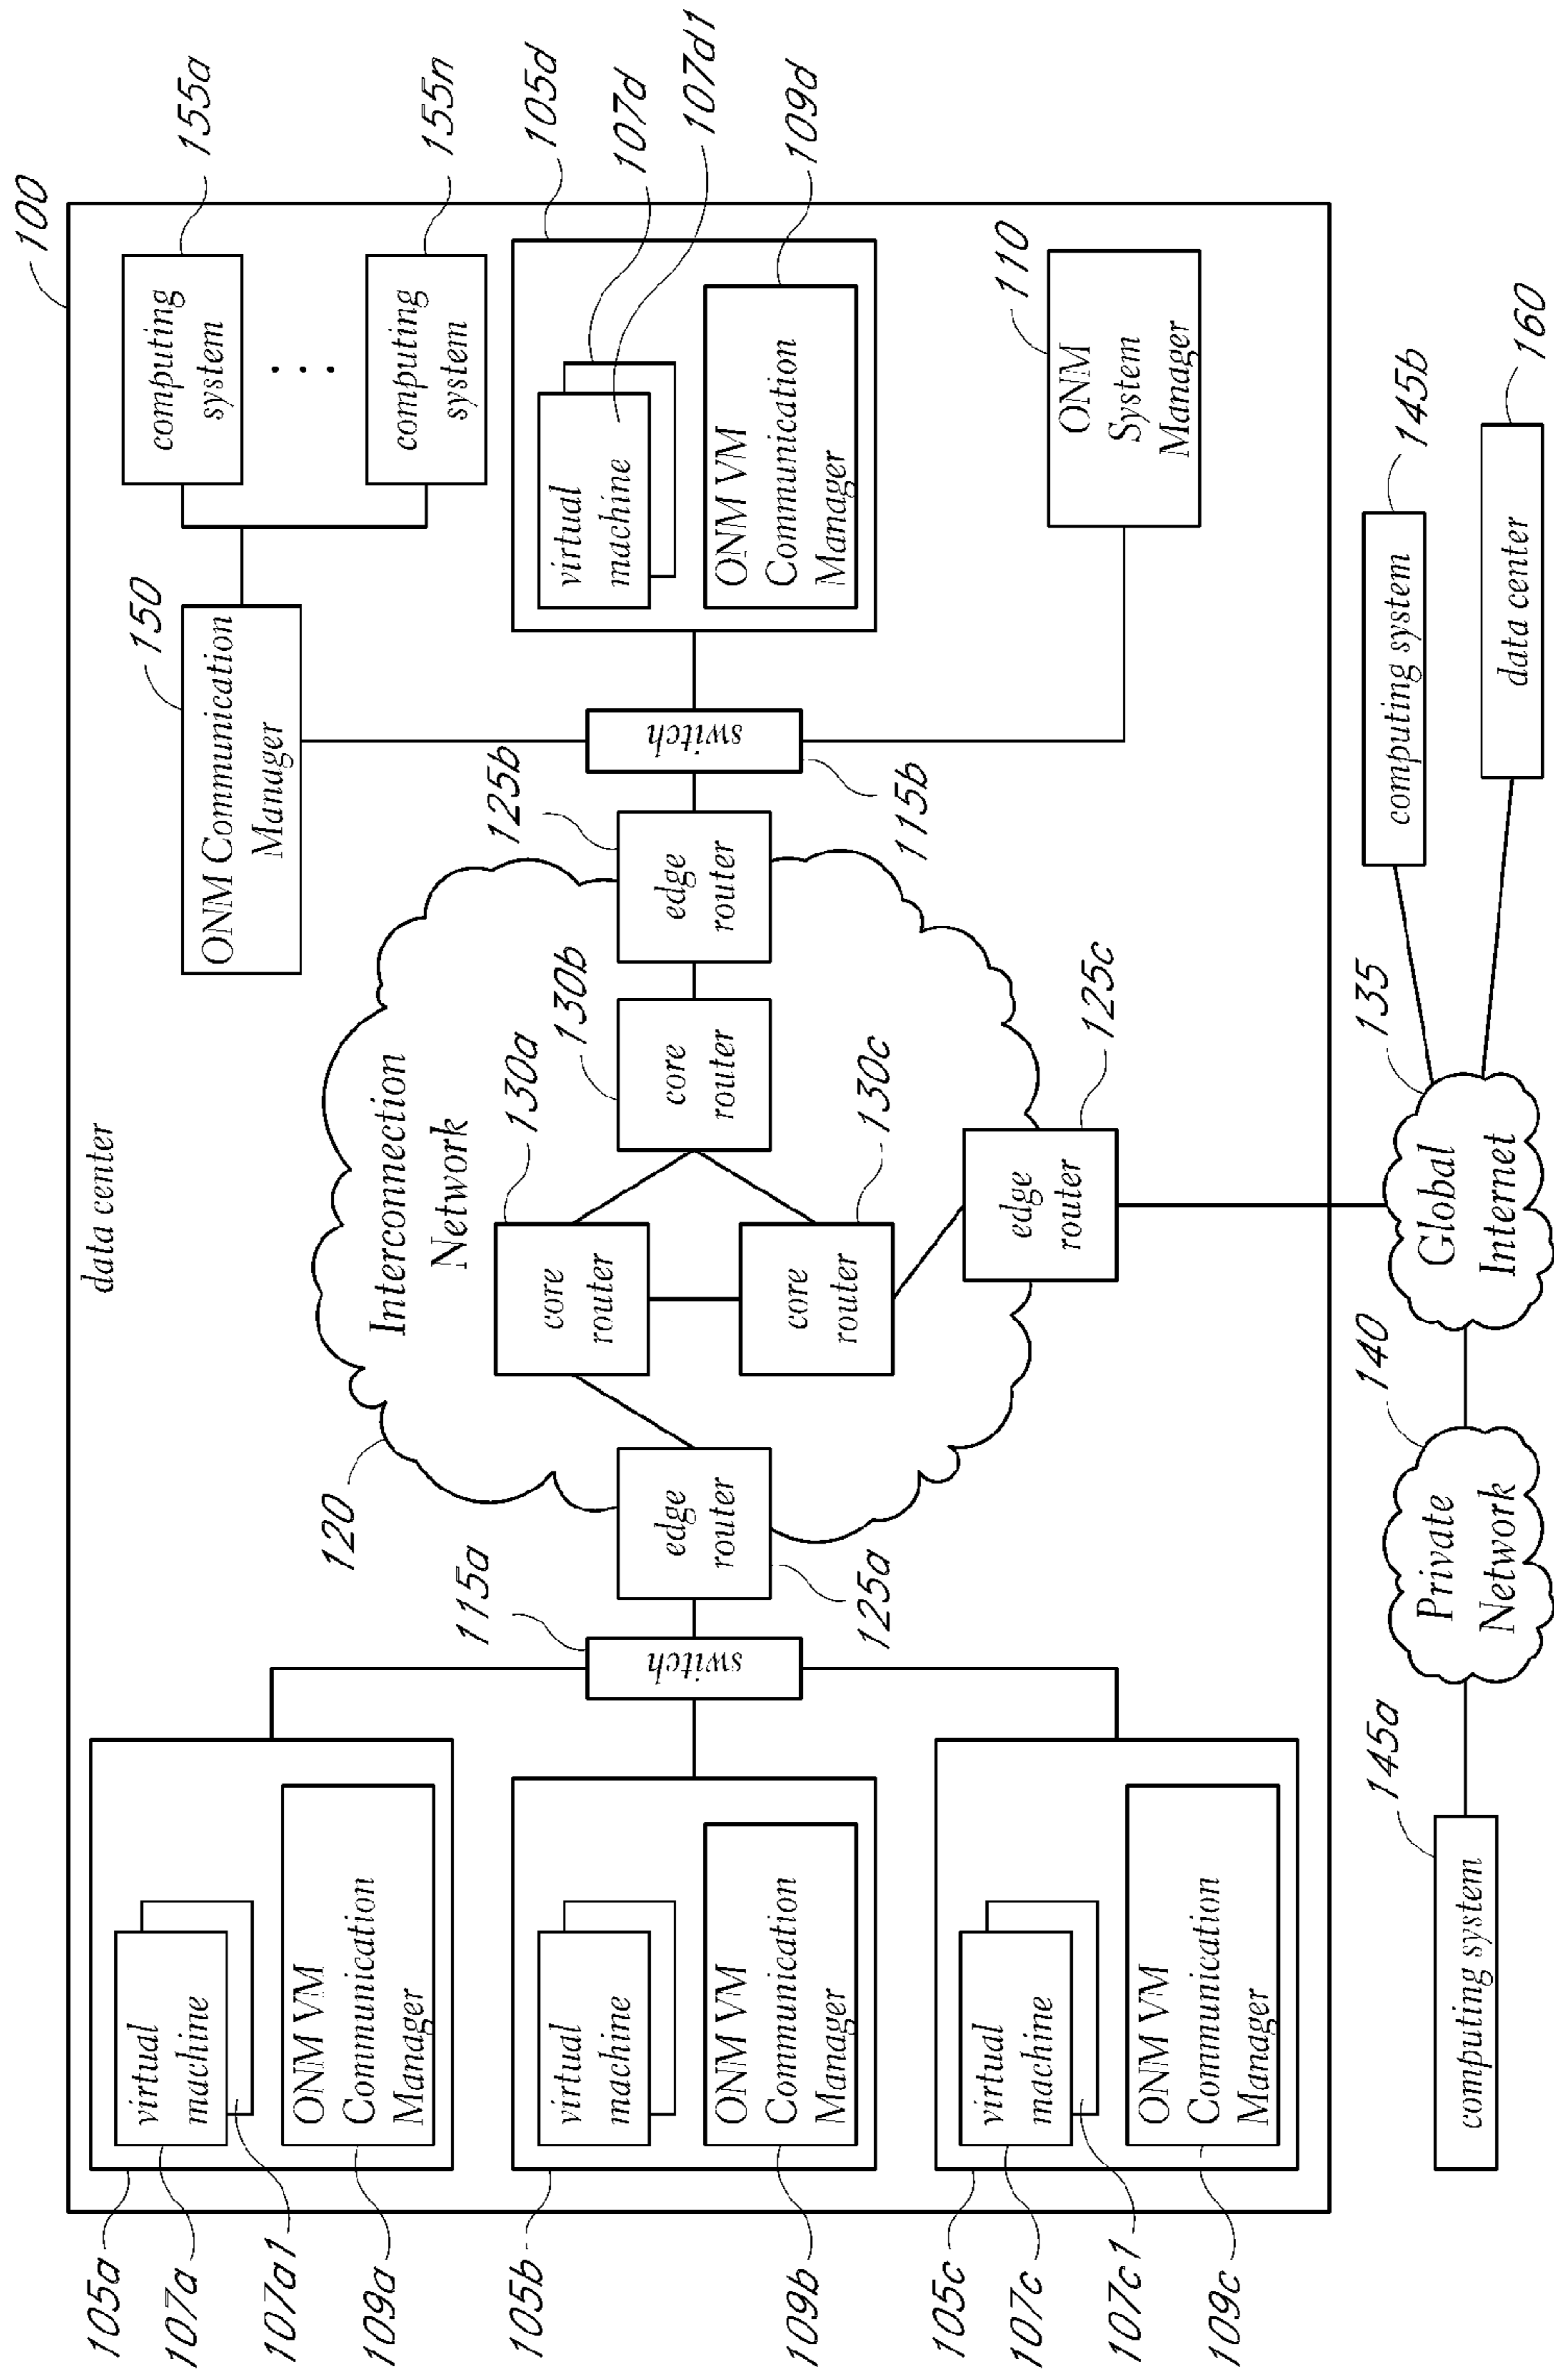 100
data center
105a
107a
virtual
machine
107a1
109a
ONM VM
Communication
Manager
105b
virtual
machine
109b
ONM VM
Communication
Manager
105c
107c
virtual
machine
107c1
109c
ONM VM
Communication
Manager
115a
switch
120
Interconnection
Network
125a
edge
router
130a
core
router
130b
core
router
130c
core
router
125b
edge
router
125c
edge
router
115b
switch
150
ONM Communication
Manager
155a
computing
system
...
155n
computing
system
105d
107d
107d1
virtual
machine
109d
ONM VM
Communication
Manager
110
ONM
System
Manager
145a
computing system
140
Private
Network
135
Global
Internet
145b
computing system
160
data center